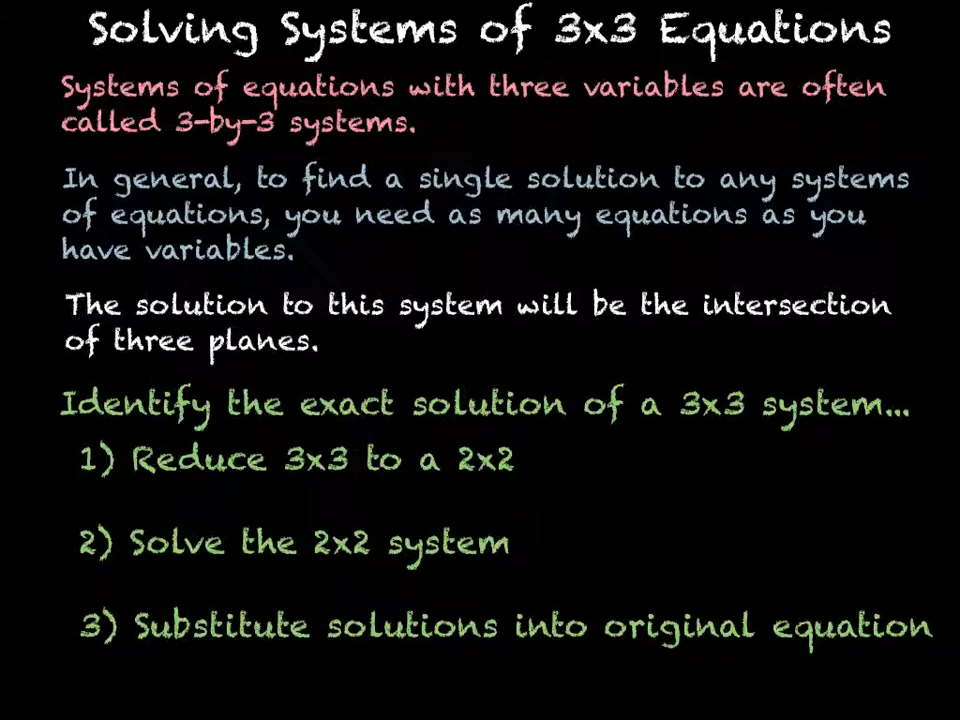 Solving Systems of 3x3 Equations
Systems of equations with three variables are often
called 3-by-3 systems.
In general, to find a single solution to any systems
of equations, you need as many equations as you
have variables.
The solution to this system will be the intersection
of three planes.
Identify the exact solution of a 3x3 system...
1) Reduce 3x3 to a 2x2
2) Solve the 2x2 system
3) Substitute solutions into original equation